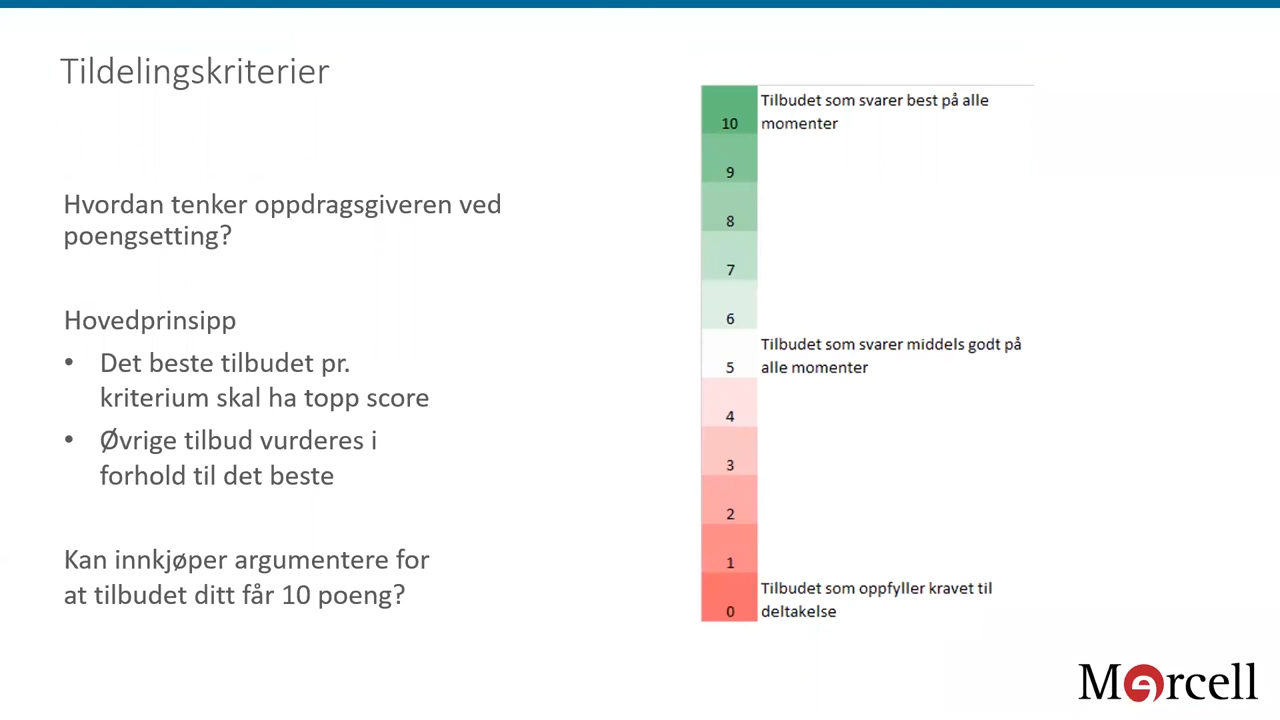 Tildelingskriterier
Hvordan tenker oppdragsgiveren ved
poengsetting?
Hovedprinsipp
• Det beste tilbudet pr.
kriterium skal ha topp score
• Øvrige tilbud vurderes i
forhold til det beste
Kan innkjøper argumentere for
at tilbudet ditt får 10 poeng?
Tilbudet som svarer best på alle
10 momenter
9
8
7
6
Tilbudet som svarer middels godt på
5 alle momenter
4
3
2
1
Tilbudet som oppfyller kravet til
0 deltakelse
Mercell